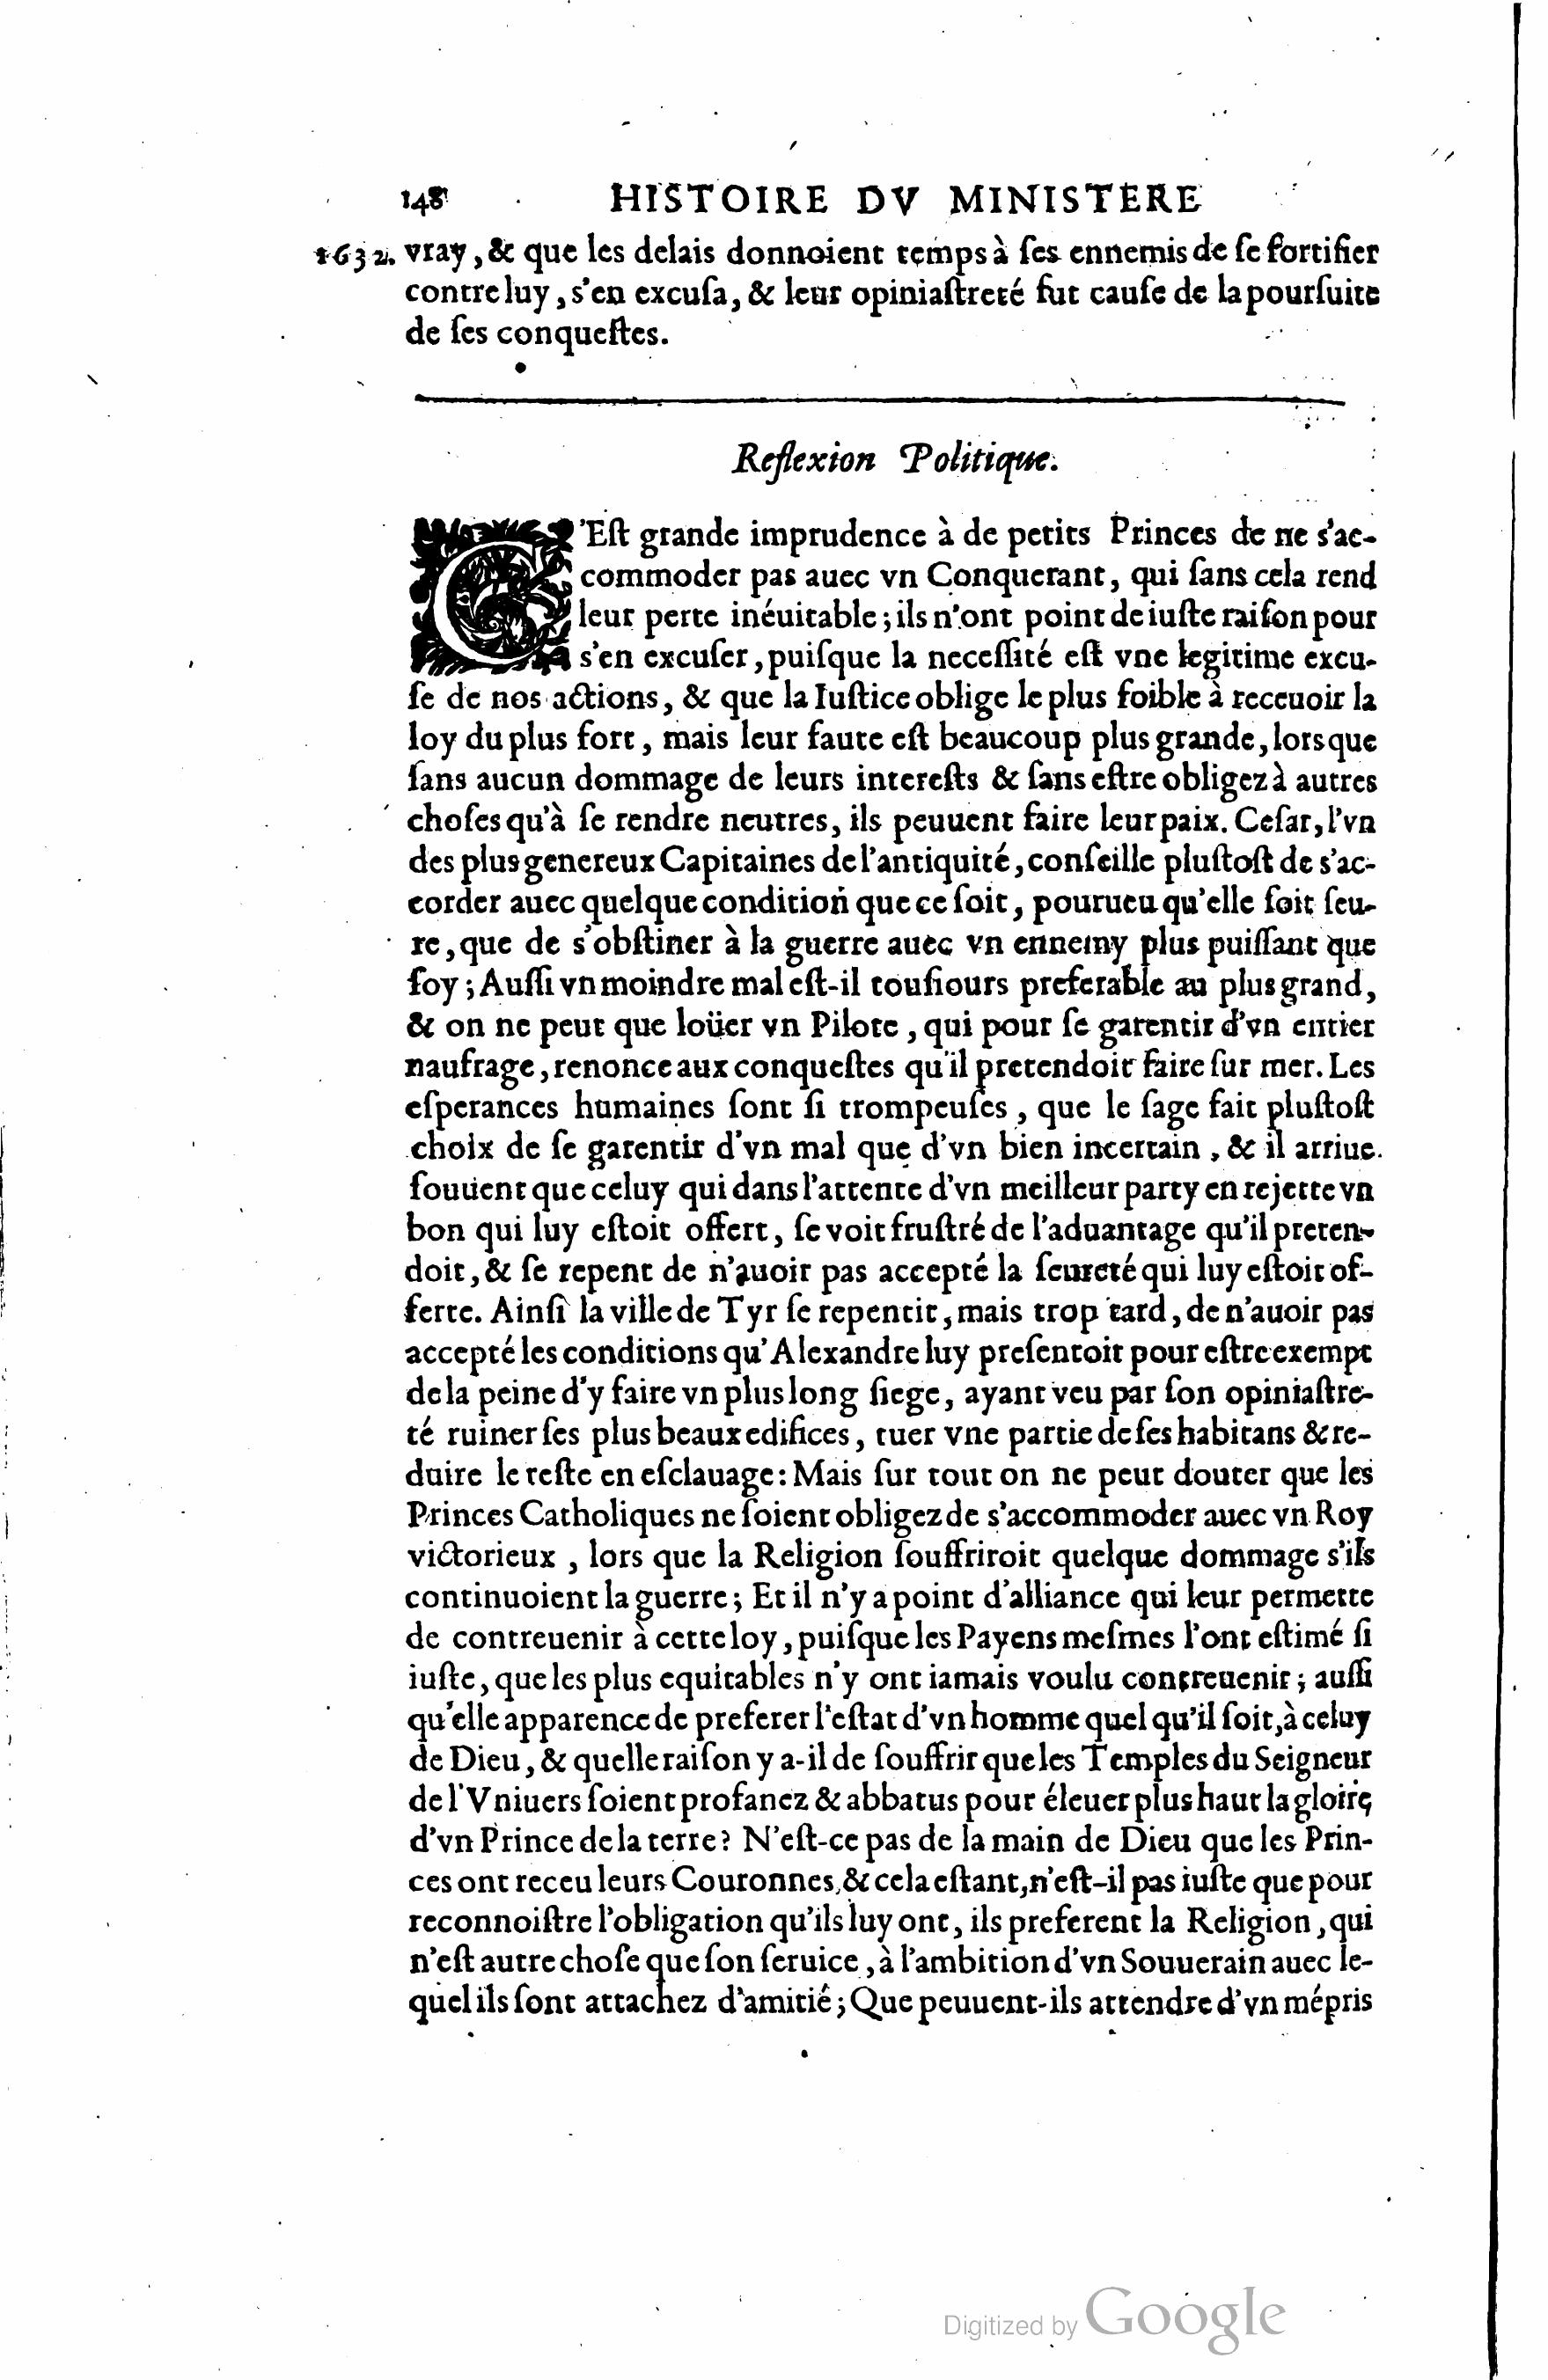 148 HISTOIRE DV MINISTERE
1632. vray, & que les delais donnoient temps à ſes ennemis de ſe fortifier
contre luy, s'en excuſa, & leur opiniaſtreté fut cauſe de la pourſuite
de ſes conqueſtes.
Reflexion Politique.
C'Eſt grande imprudence à de petits Princes de ne s'ac-
commoder pas auec vn Conquerant, qui ſans cela rend
leur perte inéuitable; ils n'ont point de iuſte raiſon pour
s'en excuſer, puiſque la neceſſité eſt vne legitime excu-
ſe de nos actions, & que la Iuſtice oblige le plus foible à receuoir la
loy du plus fort, mais leur faute eſt beaucoup plus grande, lors que
ſans aucun dommage de leurs intereſts & ſans eſtre obligez à autres
choſes qu'à ſe rendre neutres, ils peuuent faire leur paix. Ceſar, l'vn
des plus genereux Capitaines de l'antiquité, conſeille pluſtoſt de s'ac-
corder auec quelque condition que ce ſoit, pourueu qu'elle ſoit ſeu-
re, que de s'obſtiner à la guerre auec vn ennemy plus puiſſant que
ſoy; Auſſi vn moindre mal eſt-il touſiours preferable au plus grand,
& on ne peut que loüer vn Pilote, qui pour ſe garentir d'vn entier
naufrage, renonce aux conqueſtes qu'il pretendoit faire ſur mer. Les
eſperances humaines ſont ſi trompeuſes, que le ſage fait pluſtoſt
choix de ſe garentir d'vn mal que d'vn bien incertain, & il arriue
ſouuent que celuy qui dans l'attente d'vn meilleur party en rejette vn
bon qui luy eſtoit offert, ſe voit fruſtré de l'aduantage qu'il preten-
doit, & ſe repent de n'auoir pas accepté la ſeureté qui luy eſtoit of-
ferte. Ainſi la ville de Tyr ſe repentit, mais trop tard, de n'auoir pas
accepté les conditions qu'Alexandre luy preſentoit pour eſtre exempt
de la peine d'y faire vn plus long ſiege, ayant veu par ſon opiniaſtre-
té ruiner ſes plus beaux edifices, tuer vne partie de ſes habitans & re-
duire le reſte en eſclauage: Mais ſur tout on ne peut douter que les
Princes Catholiques ne ſoient obligez de s'accommoder auec vn Roy
victorieux, lors que la Religion ſouffriroit quelque dommage s'ils
continuoient la guerre; Et il n'y a point d'alliance qui leur permette
de contreuenir à cette loy, puiſque les Payens meſmes l'ont eſtimé ſi
iuſte, que les plus equitables n'y ont iamais voulu contreuenir; auſſi
qu'elle apparence de preferer l'eſtat d'vn homme quel qu'il ſoit, à celuy
de Dieu, & quelle raiſon y a-il de ſouffrir que les Temples du Seigneur
de l'Vniuers ſoient profanez & abbatus pour éleuer plus haut la gloire
d'vn Prince de la terre? N'eſt-ce pas de la main de Dieu que les Prin-
ces ont receu leurs Couronnes, & cela eſtant, n'eſt-il pas iuſte que pour
reconnoiſtre l'obligation qu'ils luy ont, ils preferent la Religion, qui
n'eſt autre choſe que ſon ſeruice, à l'ambition d'vn Souuerain auec le-
quel ils ſont attachez d'amitié; Que peuuent-ils attendre d'vn mépris
Digitized by Google